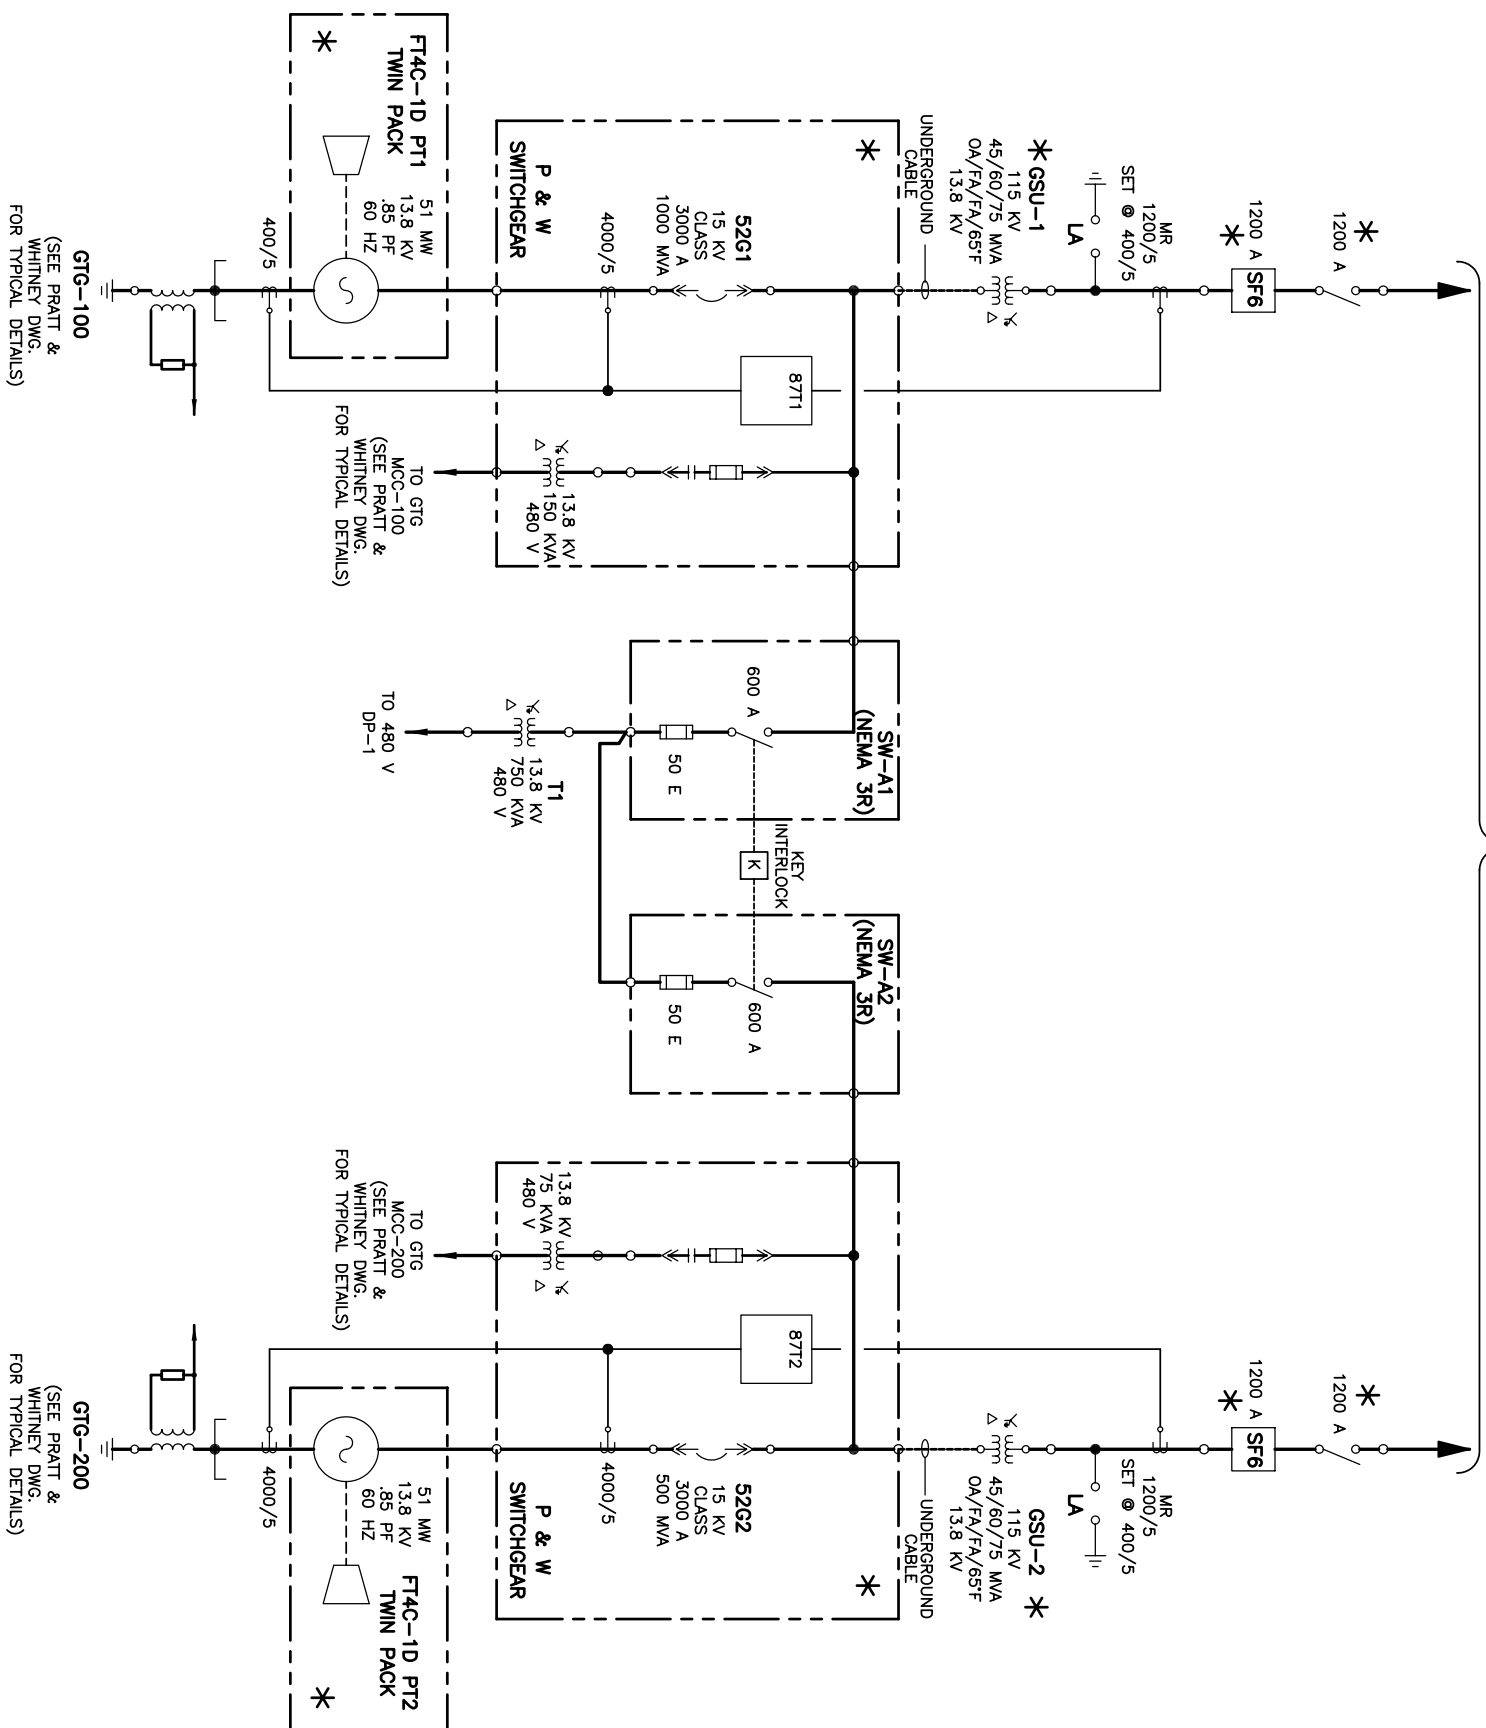 1200 A
1200 A
SF6
MR
1200/5
SET @ 400/5
LA
GSU-1
115 KV
45/60/75 MVA
OA/FA/FA/65°F
13.8 KV
UNDERGROUND
CABLE
52G1
15 KV
CLASS
3000 A
1000 MVA
4000/5
P & W
SWITCHGEAR
87T1
13.8 KV
150 KVA
480 V
TO GTG
MCC-100
(SEE PRATT &
WHITNEY DWG.
FOR TYPICAL DETAILS)
FT4C-1D PT1
TWIN PACK
51 MW
13.8 KV
.85 PF
60 HZ
400/5
GTG-100
(SEE PRATT &
WHITNEY DWG.
FOR TYPICAL DETAILS)
SW-A1
(NEMA 3R)
600 A
50 E
T1
13.8 KV
750 KVA
480 V
TO 480 V
DP-1
KEY
INTERLOCK
K
SW-A2
(NEMA 3R)
600 A
50 E
1200 A
1200 A
SF6
MR
1200/5
SET @ 400/5
LA
GSU-2
115 KV
45/60/75 MVA
OA/FA/FA/65°F
13.8 KV
UNDERGROUND
CABLE
87T2
52G2
15 KV
CLASS
3000 A
500 MVA
4000/5
P & W
SWITCHGEAR
13.8 KV
75 KVA
480 V
TO GTG
MCC-200
(SEE PRATT &
WHITNEY DWG.
FOR TYPICAL DETAILS)
FT4C-1D PT2
TWIN PACK
51 MW
13.8 KV
.85 PF
60 HZ
4000/5
GTG-200
(SEE PRATT &
WHITNEY DWG.
FOR TYPICAL DETAILS)